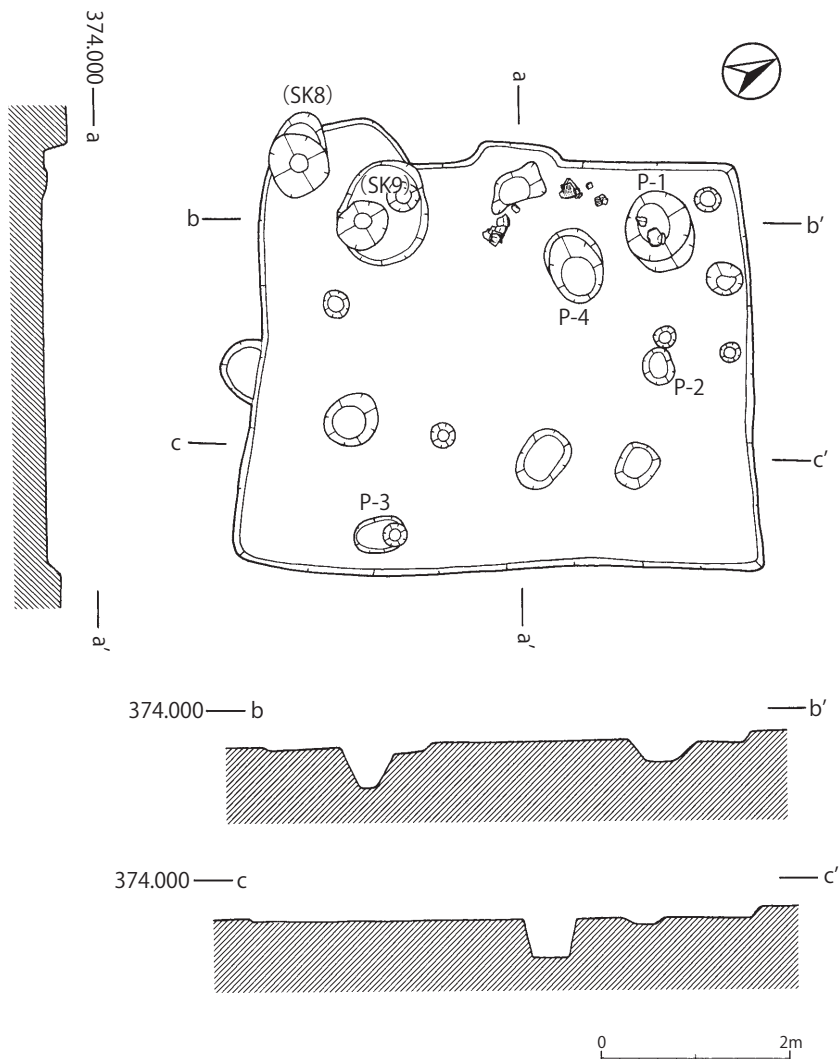 374.000
a
a
(SK8)
(SK9)
P-1
b
b'
P-4
P-2
c
c'
P-3
a'
a'
374.000
b
b'
374.000
c
c'
0
2m